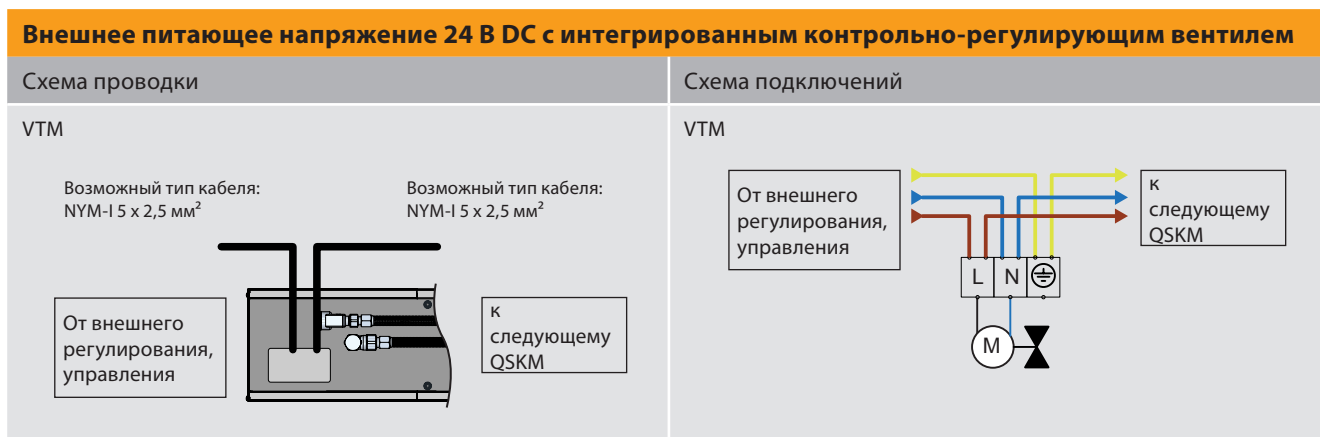 Внешнее питающее напряжение 24 В DC с интегрированным контрольно-регулирующим вентилем
Схема проводки
Схема подключений
VTM
Возможный тип кабеля:
NYM-I 5 x 2,5 мм²
Возможный тип кабеля:
NYM-I 5 x 2,5 мм²
От внешнего
регулирования,
управления
к
следующему
QSKM
VTM
От внешнего
регулирования,
управления
к
следующему
QSKM
L N
M